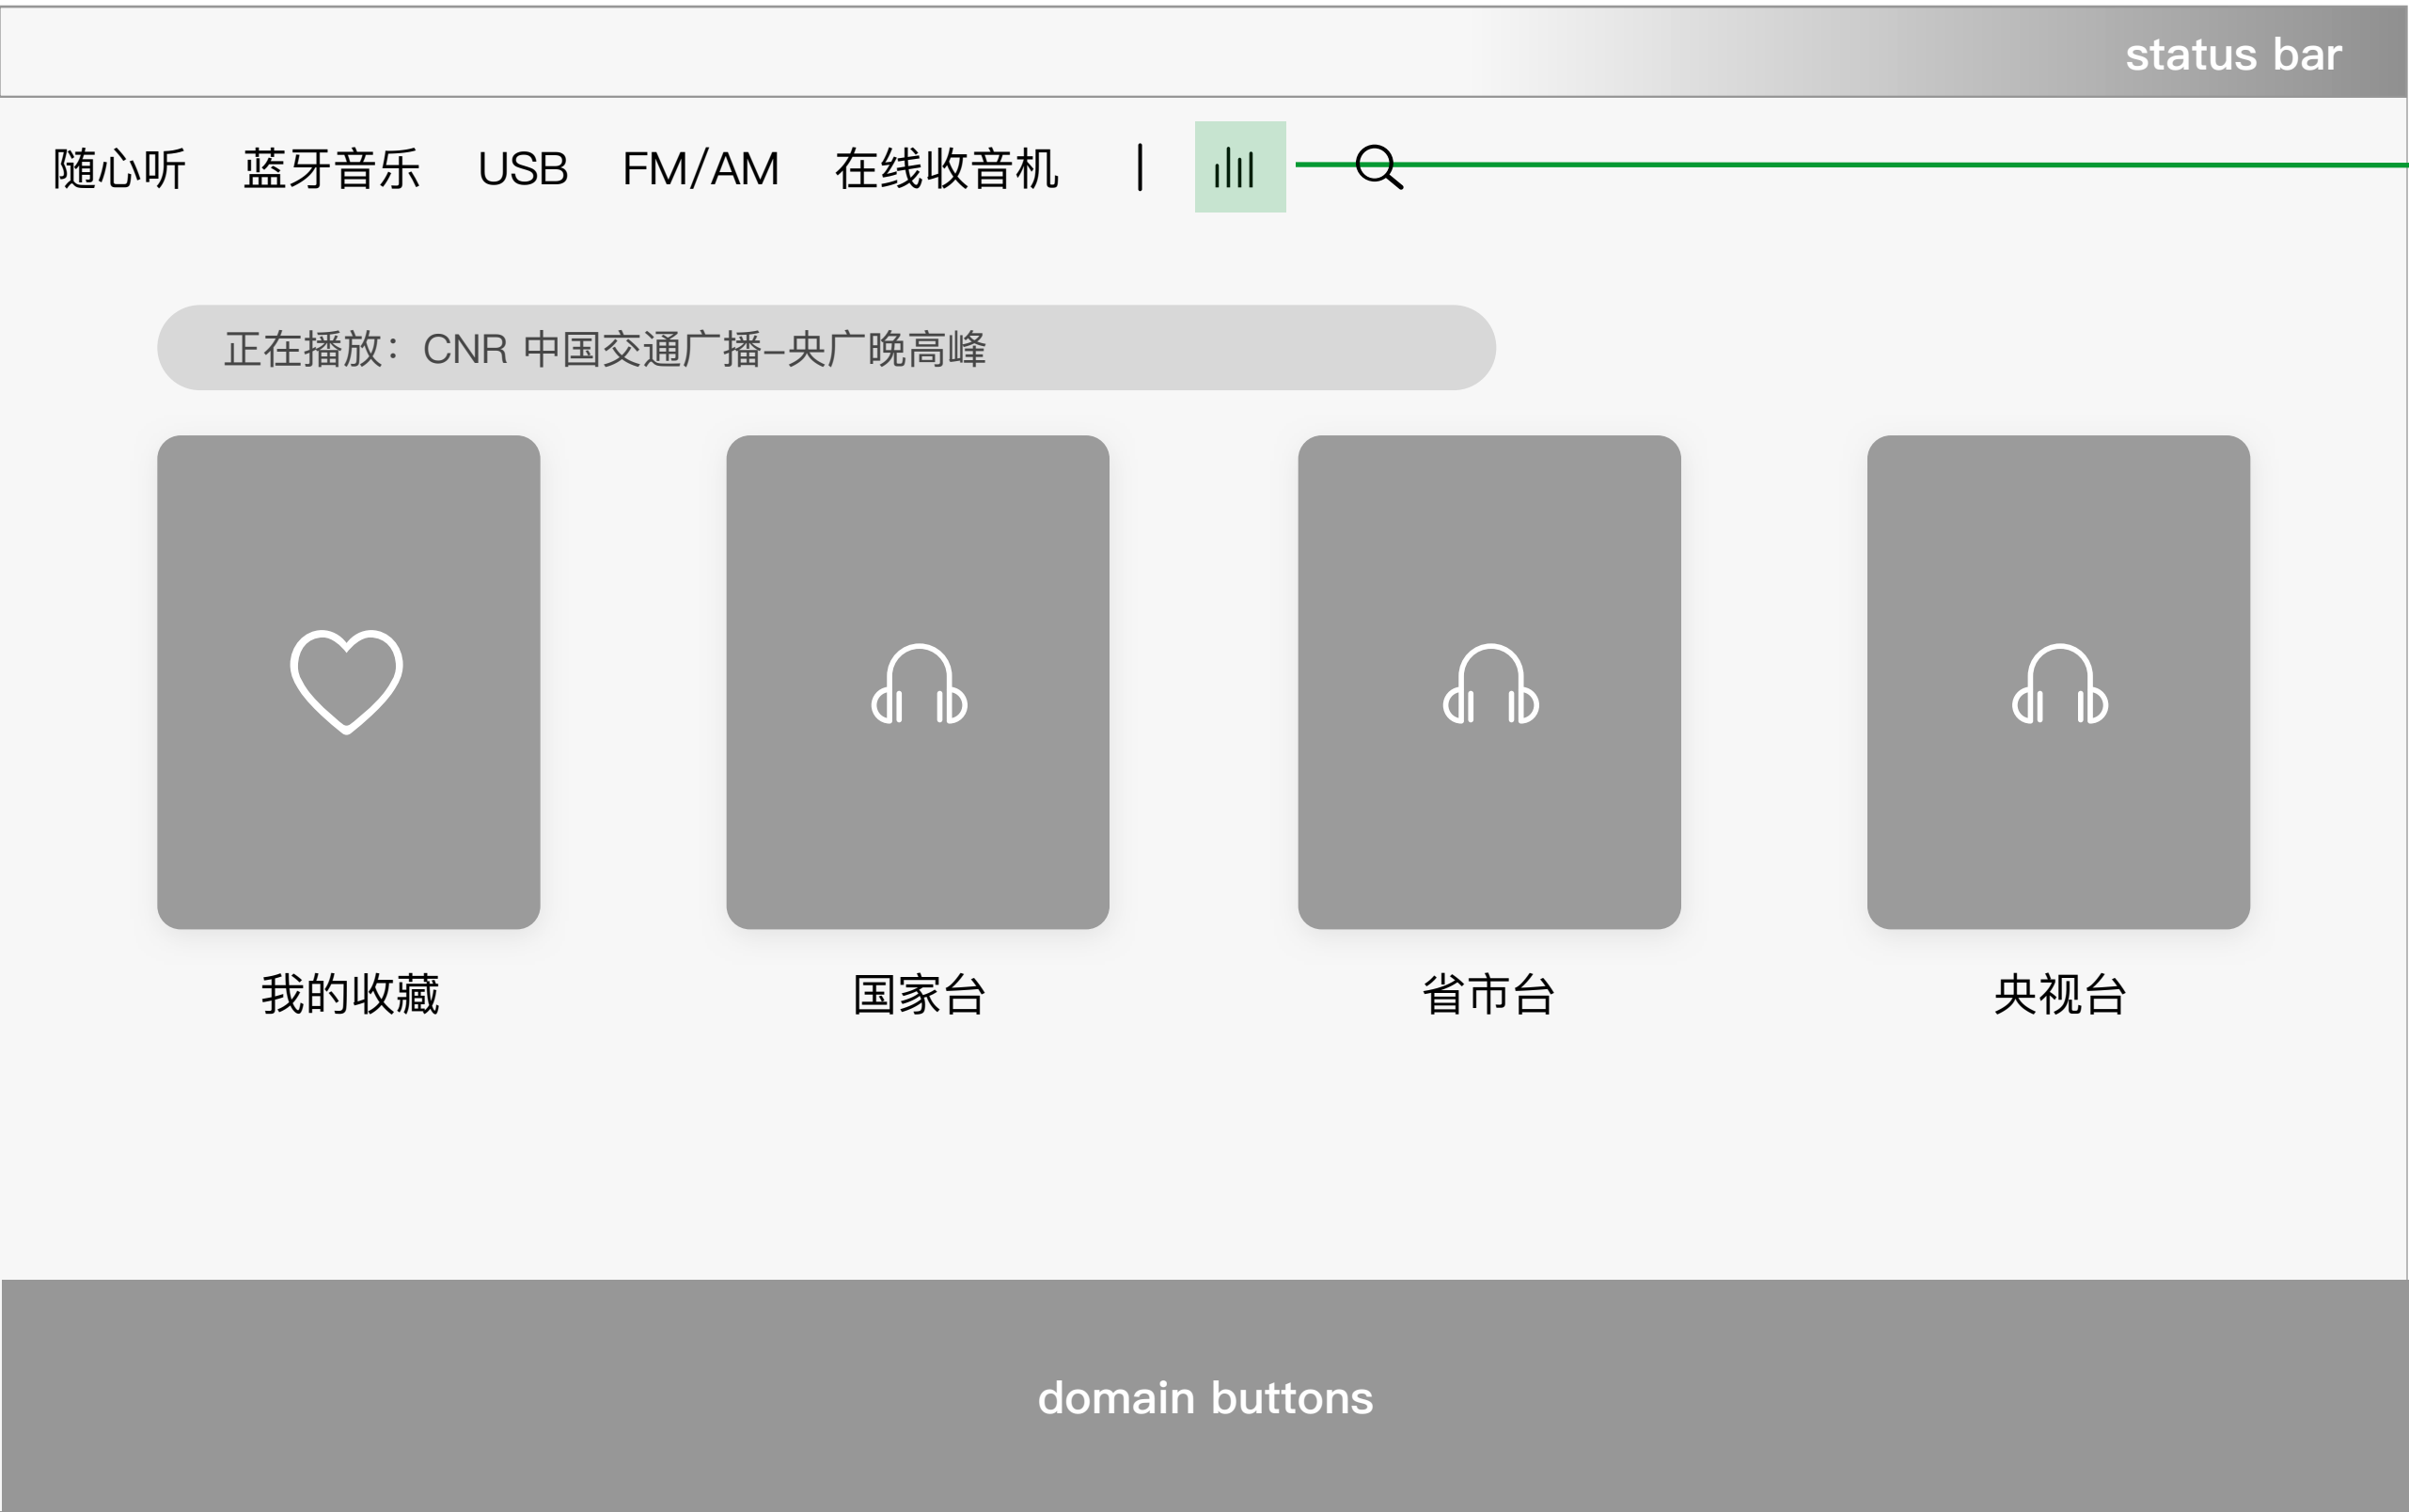 status bar
随心听 蓝牙音乐 USB FM/AM 在线收音机
正在播放：CNR 中国交通广播–央广晚高峰
我的收藏 国家台 省市台 央视台
domain buttons